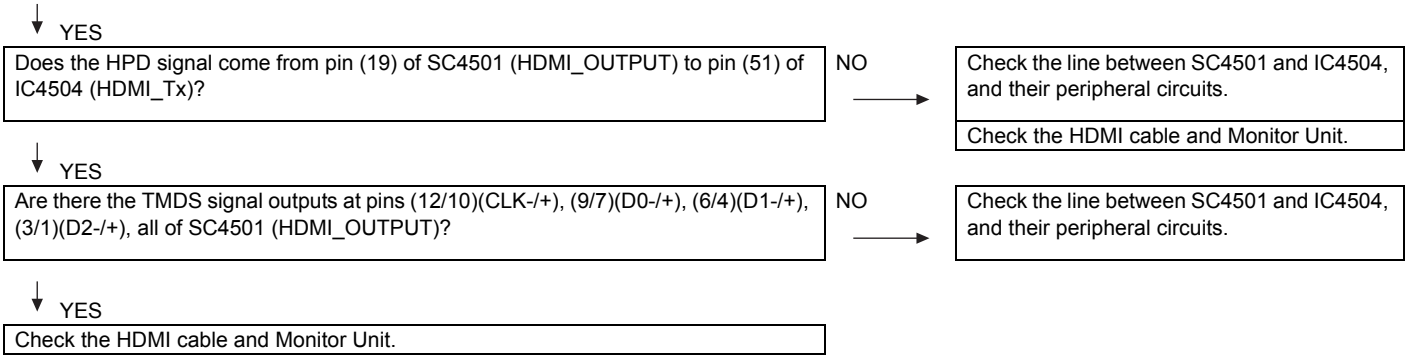 YES
Does the HPD signal come from pin (19) of SC4501 (HDMI_OUTPUT) to pin (51) of
IC4504 (HDMI_Tx)?
NO
Check the line between SC4501 and IC4504,
and their peripheral circuits.
Check the HDMI cable and Monitor Unit.
YES
Are there the TMDS signal outputs at pins (12/10)(CLK-/+), (9/7)(D0-/+), (6/4)(D1-/+),
(3/1)(D2-/+), all of SC4501 (HDMI_OUTPUT)?
NO
Check the line between SC4501 and IC4504,
and their peripheral circuits.
YES
Check the HDMI cable and Monitor Unit.